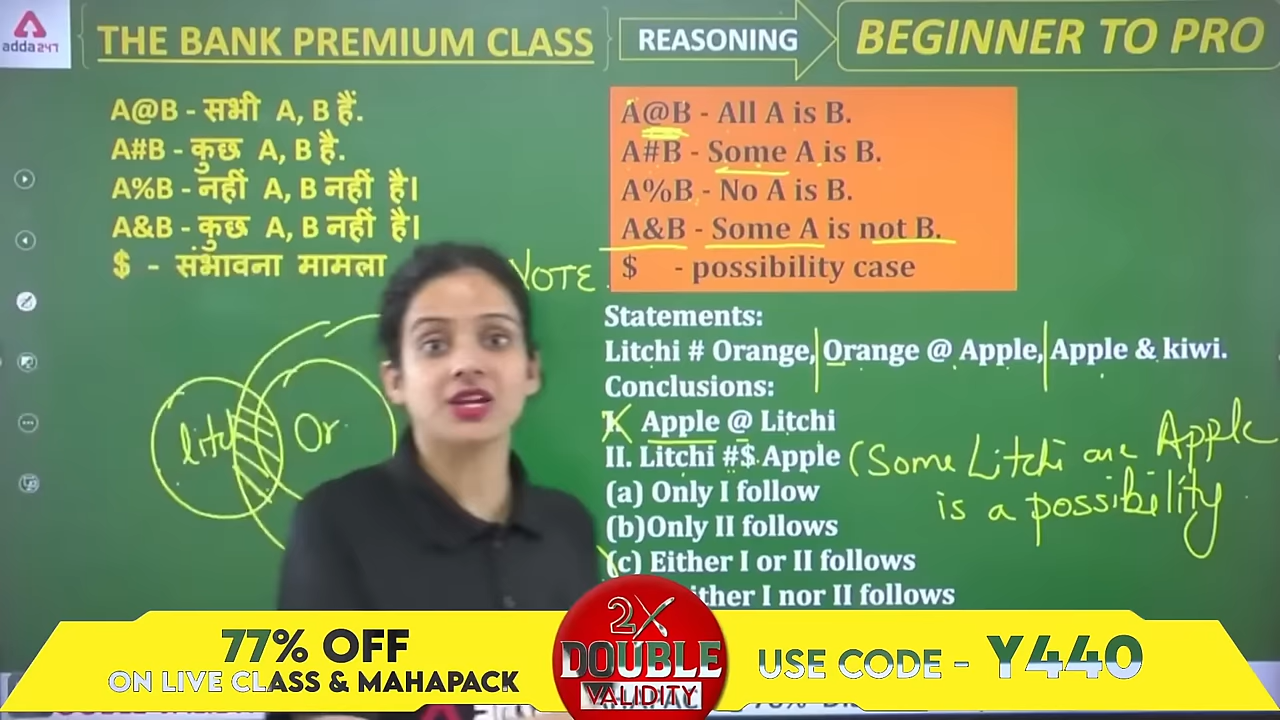 adda247
THE BANK PREMIUM CLASS
REASONING
BEGINNER TO PRO
A@B - सभी A, B हैं.
A#B - कुछ A, B है.
A%B - नहीं A, B नहीं है।
A&B - कुछ A, B नहीं है।
$ - संभावना मामला
A@B - All A is B.
A#B - Some A is B.
A%B - No A is B.
A&B - Some A is not B.
$ - possibility case
NOTE
Statements:
Litchi # Orange, Orange @ Apple, Apple & kiwi.
Conclusions:
I. Apple @ Litchi
II. Litchi #$ Apple
(Some Litchi are Apple
is a possibility
(a) Only I follow
(b)Only II follows
(c) Either I or II follows
ither I nor II follows
Or
77% OFF
ON LIVE CLASS & MAHAPACK
2X
DOUBLE
VALIDITY
USE CODE - Y440